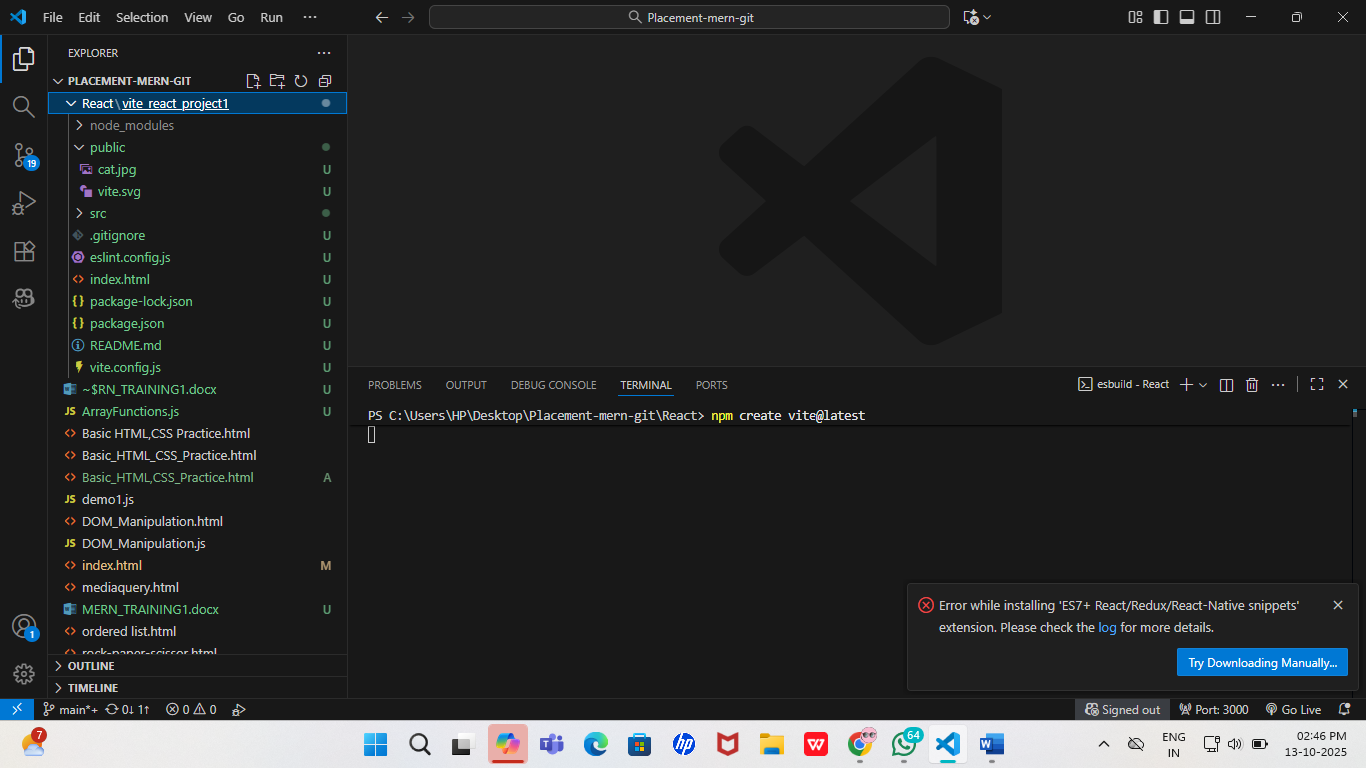 File Edit Selection View Go Run ···
Placement-mern-git
EXPLORER
PLACEMENT-MERN-GIT
React\vite_react_project1
node_modules
public
cat.jpg U
vite.svg U
src
.gitignore U
eslint.config.js U
index.html U
package-lock.json U
package.json U
README.md U
vite.config.js U
~$RN_TRAINING1.docx U
ArrayFunctions.js U
Basic HTML,CSS Practice.html
Basic_HTML_CSS_Practice.html
Basic_HTML,CSS_Practice.html A
demo1.js
DOM_Manipulation.html
DOM_Manipulation.js
index.html M
mediaquery.html
MERN_TRAINING1.docx U
ordered list.html
rock-paper-scissor.html
OUTLINE
TIMELINE
19
1
PROBLEMS OUTPUT DEBUG CONSOLE TERMINAL PORTS
esbuild - React
PS C:\Users\HP\Desktop\Placement-mern-git\React> npm create vite@latest
Error while installing 'ES7+ React/Redux/React-Native snippets'
extension. Please check the log for more details.
Try Downloading Manually...
main*+ 0↓ 1↑ 0 0
Signed out Port: 3000 Go Live
7
64
ENG
IN
02:46 PM
13-10-2025